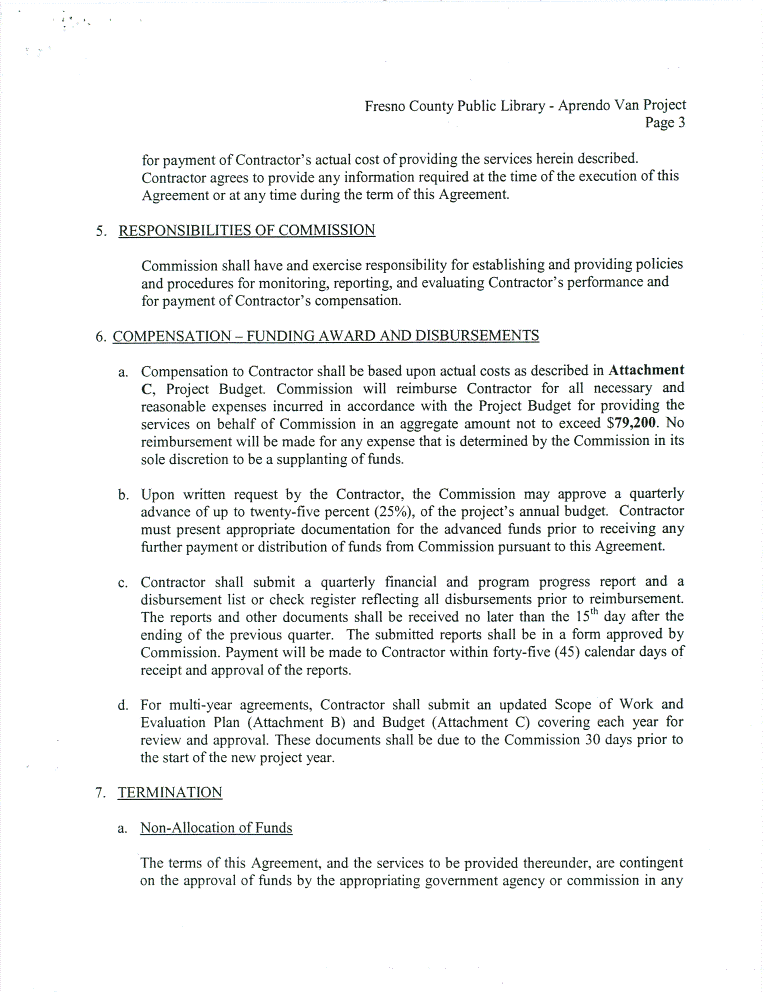 Fresno County Public Library - Aprendo Van Project
Page 3
for payment of Contractor's actual cost of providing the services herein described.
Contractor agrees to provide any information required at the time of the execution of this
Agreement or at any time during the term of this Agreement.
5. RESPONSIBILITIES OF COMMISSION
Commission shall have and exercise responsibility for establishing and providing policies
and procedures for monitoring, reporting, and evaluating Contractor's performance and
for payment of Contractor's compensation.
6. COMPENSATION – FUNDING AWARD AND DISBURSEMENTS
a. Compensation to Contractor shall be based upon actual costs as described in Attachment
C, Project Budget. Commission will reimburse Contractor for all necessary and
reasonable expenses incurred in accordance with the Project Budget for providing the
services on behalf of Commission in an aggregate amount not to exceed $79,200. No
reimbursement will be made for any expense that is determined by the Commission in its
sole discretion to be a supplanting of funds.
b. Upon written request by the Contractor, the Commission may approve a quarterly
advance of up to twenty-five percent (25%), of the project's annual budget. Contractor
must present appropriate documentation for the advanced funds prior to receiving any
further payment or distribution of funds from Commission pursuant to this Agreement.
c. Contractor shall submit a quarterly financial and program progress report and a
disbursement list or check register reflecting all disbursements prior to reimbursement.
The reports and other documents shall be received no later than the 15th day after the
ending of the previous quarter. The submitted reports shall be in a form approved by
Commission. Payment will be made to Contractor within forty-five (45) calendar days of
receipt and approval of the reports.
d. For multi-year agreements, Contractor shall submit an updated Scope of Work and
Evaluation Plan (Attachment B) and Budget (Attachment C) covering each year for
review and approval. These documents shall be due to the Commission 30 days prior to
the start of the new project year.
7. TERMINATION
a. Non-Allocation of Funds
The terms of this Agreement, and the services to be provided thereunder, are contingent
on the approval of funds by the appropriating government agency or commission in any